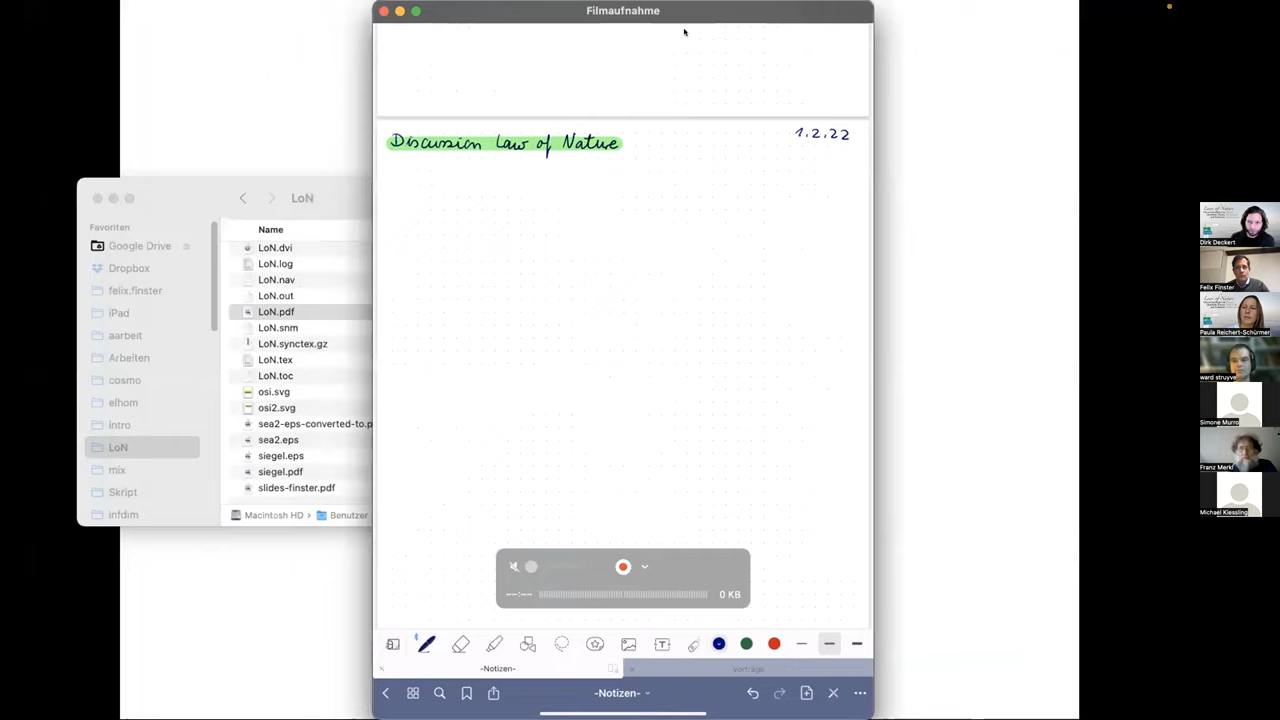 Filmaufnahme
Discussion Law of Nature
1.2.22
LoN
Favoriten
Google Drive
Dropbox
felix.finster
iPad
aarbeit
Arbeiten
cosmo
elhom
intro
LoN
mix
Skript
infdim
Name
LoN.dvi
LoN.log
LoN.nav
LoN.out
LoN.pdf
LoN.snm
LoN.synctex.gz
LoN.tex
LoN.toc
osi.svg
osi2.svg
sea2-eps-converted-to.p
sea2.eps
siegel.eps
siegel.pdf
slides-finster.pdf
Macintosh HD
Benutzer
--:--
0 KB
-Notizen-
Vorträge
-Notizen-
Dirk Deckert
Felix Finster
Paula Reichert-Schürmer
ward struyve
Simone Murro
Franz Merkl
Michael Kiessling